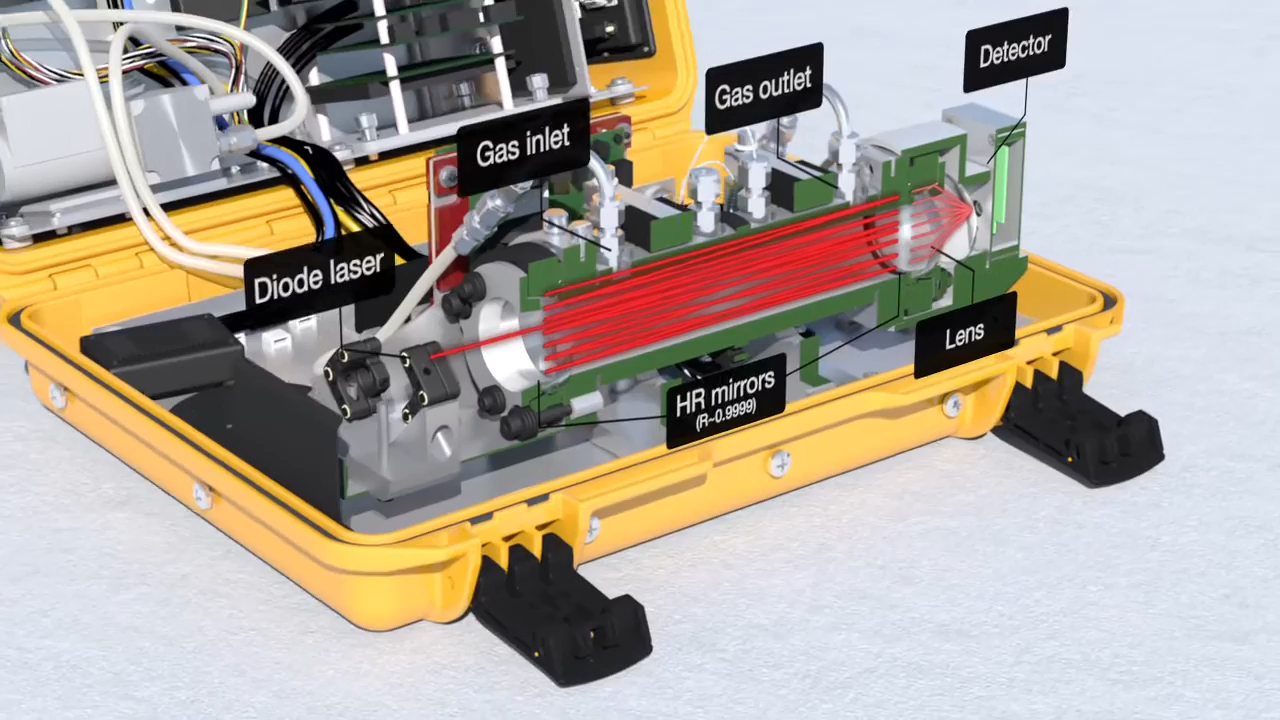 Detector
Gas outlet
Gas inlet
Diode laser
Lens
HR mirrors
(R~0.9999)